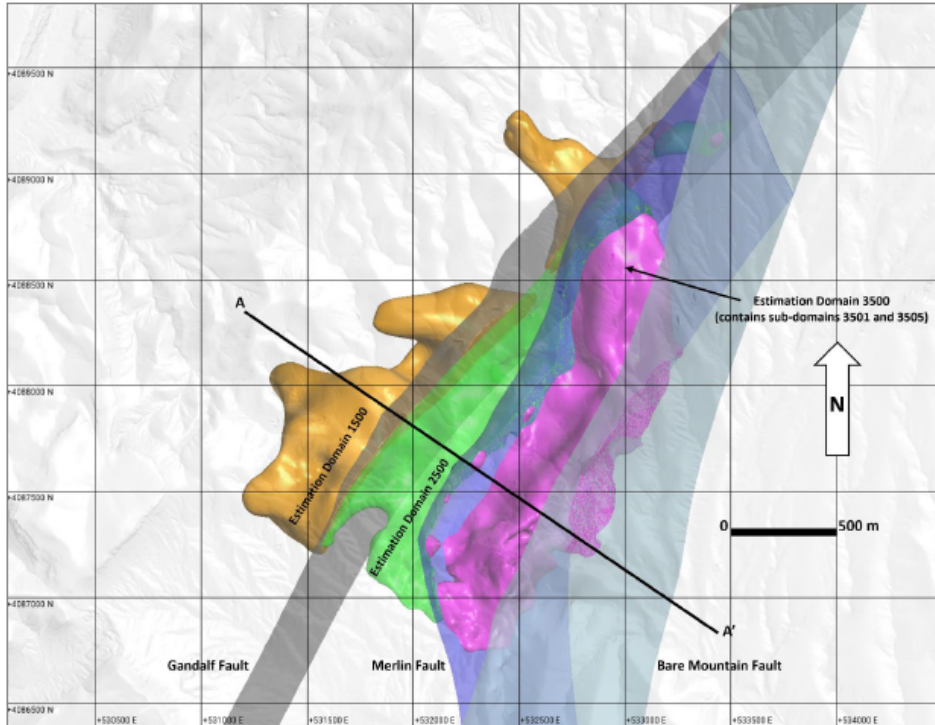 +4089500 N
+4089000 N
+4088500 N
A
Estimation Domain 3500
(contains sub-domains 3501 and 3505)
+4088000 N
N
Estimation Domain 1500
Estimation Domain 2500
+4087500 N
0
500 m
+4087000 N
A'
Gandalf Fault
Merlin Fault
Bare Mountain Fault
+4086500 N
+530500 E
+531000 E
+531500 E
+532000 E
+532500 E
+533000 E
+533500 E
+534000 E